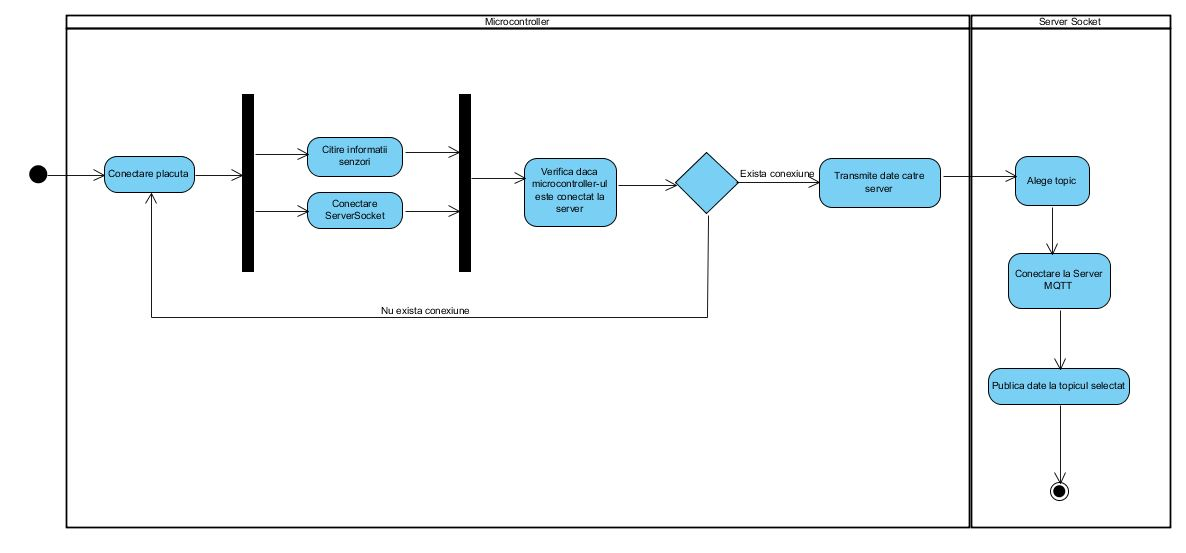 Microcontroller
Server Socket
Conectare placuta
Citire informatii
senzori
Conectare
ServerSocket
Verifica daca
microcontroller-ul
este conectat la
server
Exista conexiune
Nu exista conexiune
Transmite date catre
server
Alege topic
Conectare la Server
MQTT
Publica date la topicul selectat